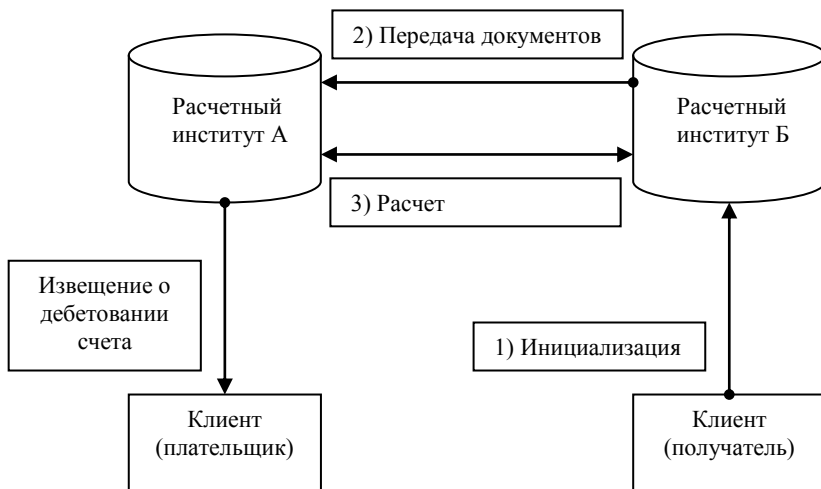 2) Передача документов
Расчетный
институт А
Расчетный
институт Б
3) Расчет
Извещение о
дебетовании
счета
1) Инициализация
Клиент
(плательщик)
Клиент
(получатель)